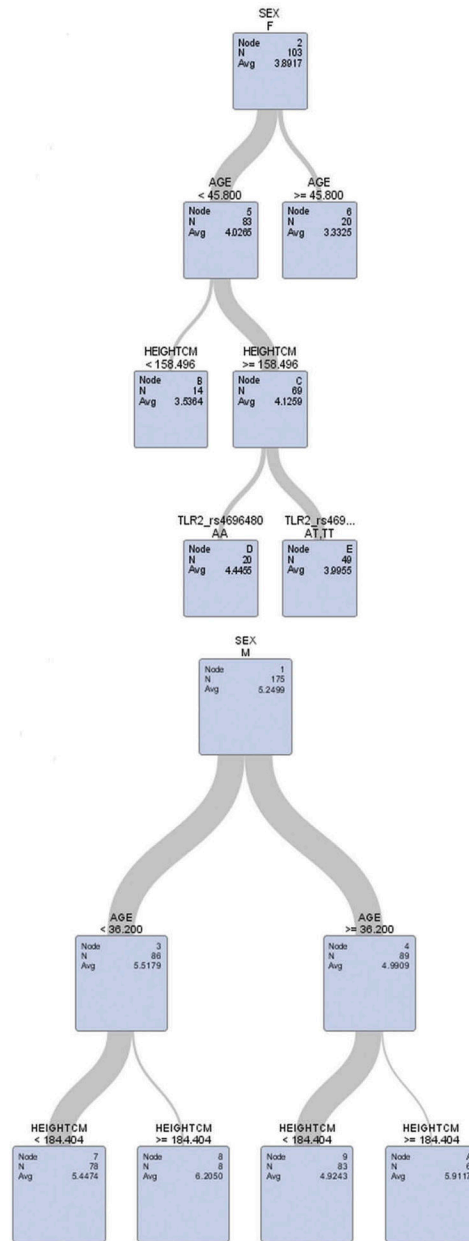 SEX
F
Node 2
N 103
Avg 3.8917
AGE
< 45.800
Node 5
N 83
Avg 4.0265
AGE
>= 45.800
Node 6
N 20
Avg 3.3325
HEIGHTCM
< 158.496
Node B
N 14
Avg 3.5364
HEIGHTCM
>= 158.496
Node C
N 69
Avg 4.1259
TLR2_rs4696480
AA
Node D
N 20
Avg 4.4455
TLR2_rs469...
AT,TT
Node E
N 49
Avg 3.9955
SEX
M
Node 1
N 175
Avg 5.2499
AGE
< 36.200
Node 3
N 86
Avg 5.5179
AGE
>= 36.200
Node 4
N 89
Avg 4.9909
HEIGHTCM
< 184.404
Node 7
N 78
Avg 5.4474
HEIGHTCM
>= 184.404
Node 8
N 8
Avg 6.2050
HEIGHTCM
< 184.404
Node 9
N 83
Avg 4.9243
HEIGHTCM
>= 184.404
Node A
N 6
Avg 5.9117